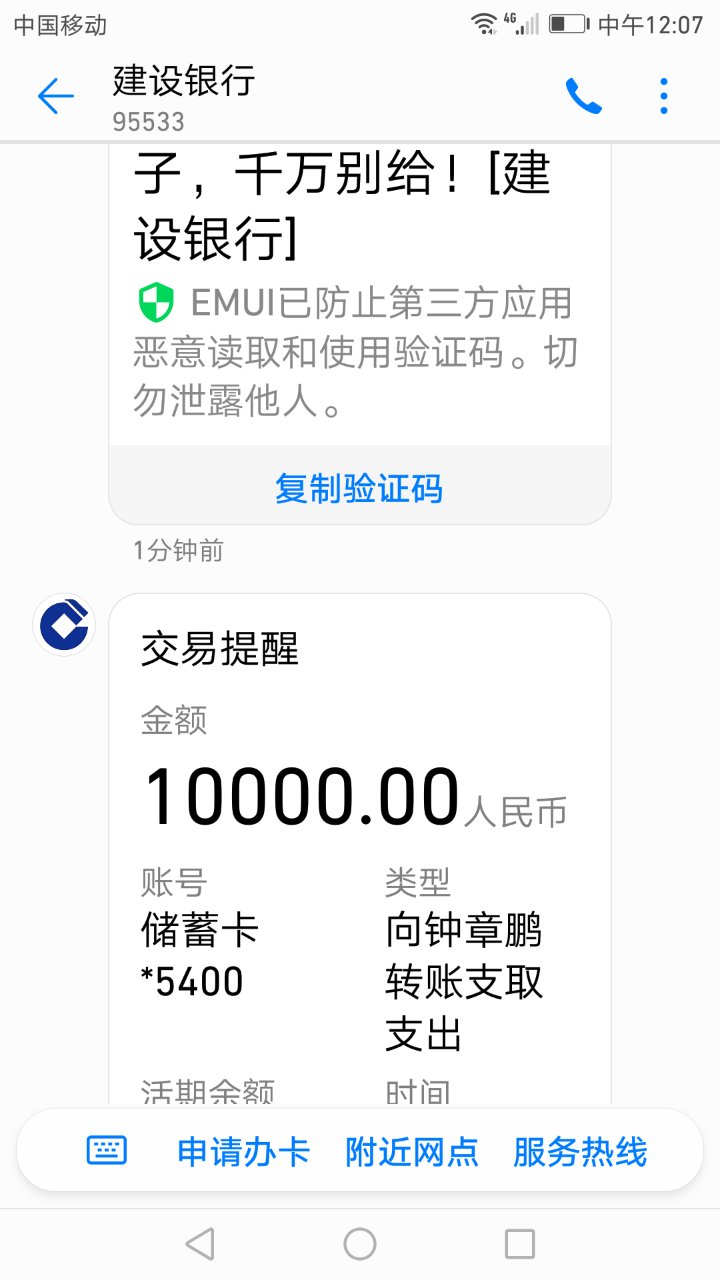 中国移动
4G
中午12:07
建设银行
95533
子，千万别给！[建
设银行]
EMUI已防止第三方应用
恶意读取和使用验证码。切
勿泄露他人。
复制验证码
1分钟前
交易提醒
金额
10000.00人民币
账号
类型
储蓄卡
向钟章鹏
*5400
转账支取
支出
活期余额
时间
申请办卡
附近网点
服务热线